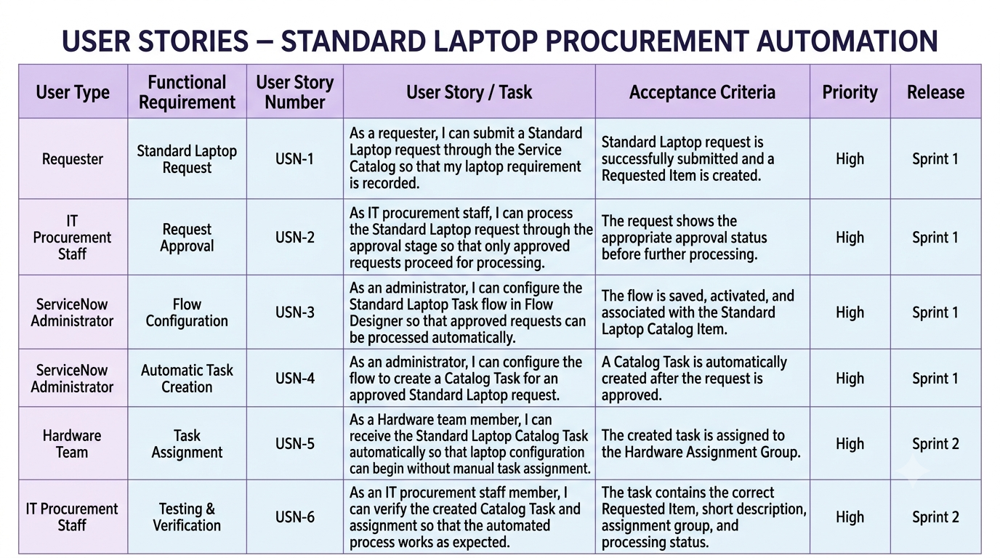 USER STORIES – STANDARD LAPTOP PROCUREMENT AUTOMATION
User Type
Functional
Requirement
User Story
Number
User Story / Task
Acceptance Criteria
Priority
Release
Requester
Standard Laptop
Request
USN-1
As a requester, I can submit a Standard
Laptop request through the Service
Catalog so that my laptop requirement
is recorded.
Standard Laptop request is
successfully submitted and a
Requested Item is created.
High
Sprint 1
IT
Procurement
Staff
Request
Approval
USN-2
As IT procurement staff, I can process
the Standard Laptop request through the
approval stage so that only approved
requests proceed for processing.
The request shows the
appropriate approval status
before further processing.
High
Sprint 1
ServiceNow
Administrator
Flow
Configuration
USN-3
As an administrator, I can configure the
Standard Laptop Task flow in Flow
Designer so that approved requests can
be processed automatically.
The flow is saved, activated, and
associated with the Standard
Laptop Catalog Item.
High
Sprint 1
ServiceNow
Administrator
Automatic Task
Creation
USN-4
As an administrator, I can configure the
flow to create a Catalog Task for an
approved Standard Laptop request.
A Catalog Task is automatically
created after the request is
approved.
High
Sprint 1
Hardware
Team
Task
Assignment
USN-5
As a Hardware team member, I can
receive the Standard Laptop Catalog Task
automatically so that laptop configuration
can begin without manual task assignment.
The created task is assigned to
the Hardware Assignment Group.
High
Sprint 2
IT Procurement
Staff
Testing &
Verification
USN-6
As an IT procurement staff member, I
can verify the created Catalog Task and
assignment so that the automated
process works as expected.
The task contains the correct
Requested Item, short description,
assignment group, and
processing status.
High
Sprint 2